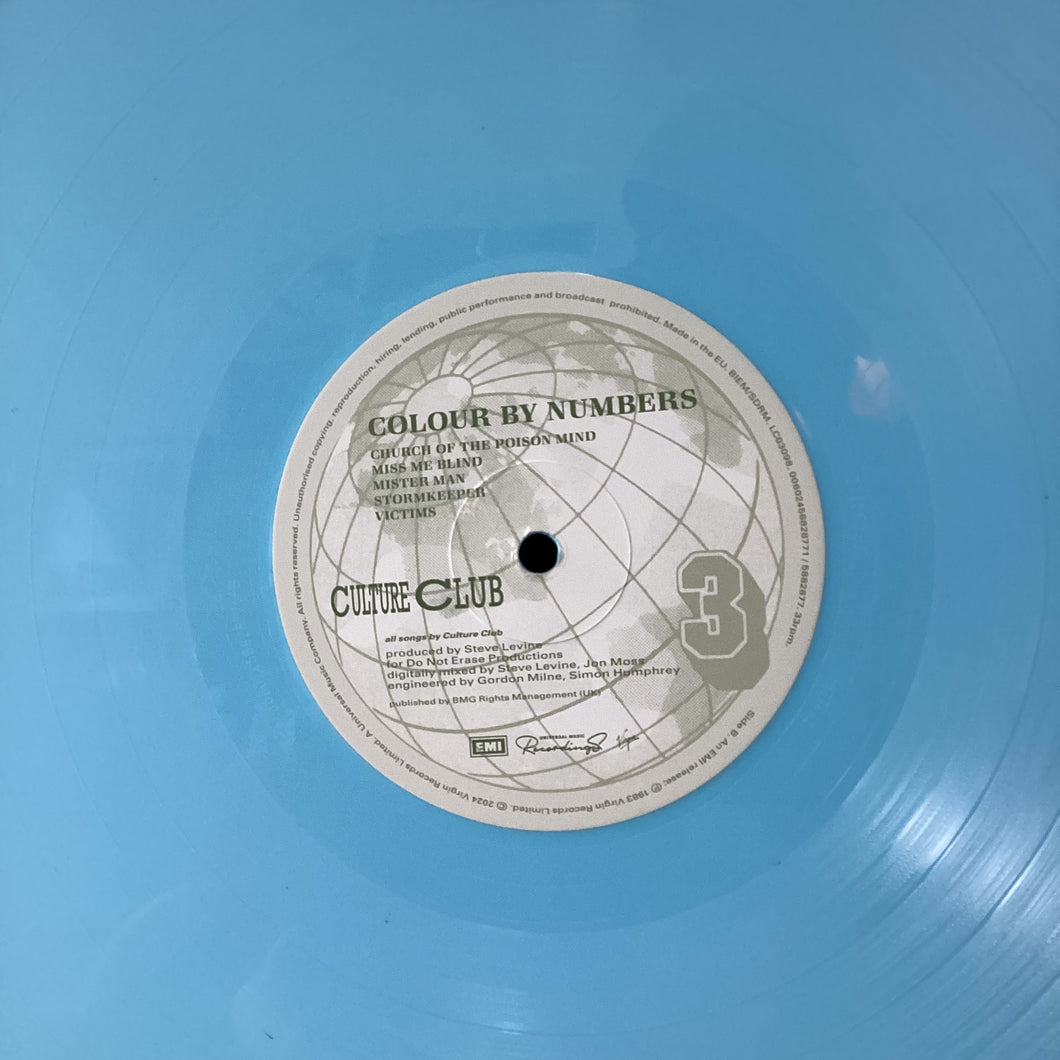 COLOUR BY NUMBERS
CHURCH OF THE POISON MIND
MISS ME BLIND
MISTER MAN
STORMKEEPER
VICTIMS
CULTURE CLUB
3
all songs by Culture Club
produced by Steve Levine
for Do Not Erase Productions
digitally mixed by Steve Levine, Jon Moss
engineered by Gordon Milne, Simon Humphrey
published by BMG Rights Management (UK)
EMI
UNIVERSAL MUSIC
Recordings
Virgin
Side B. An EMI release. ℗ 1983 Virgin Records Limited. © 2024 Virgin Records Limited. A Universal Music Company. All rights reserved. Unauthorised copying, reproduction, hiring, lending, public performance and broadcast prohibited. Made in the EU. BIEM/SDRM. LC03098. 00602458828771 / 5882877. 33rpm.